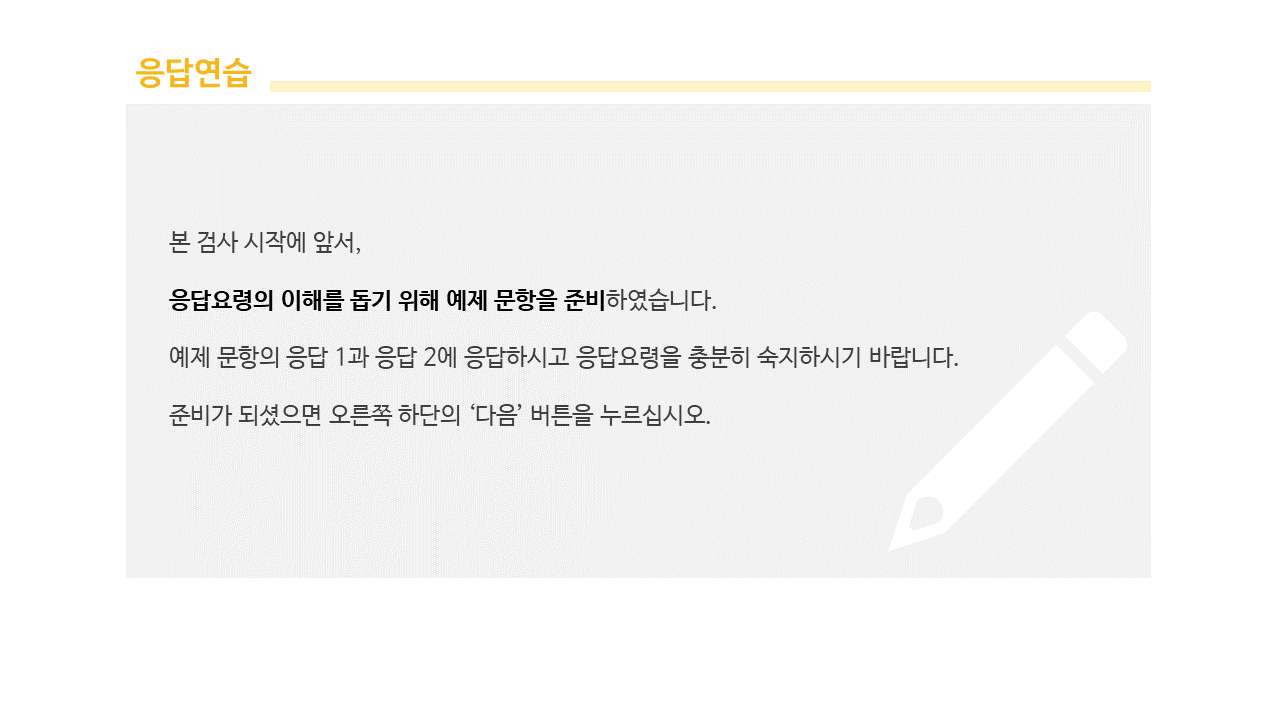 응답연습
본 검사 시작에 앞서,
응답요령의 이해를 돕기 위해 예제 문항을 준비하였습니다.
예제 문항의 응답 1과 응답 2에 응답하시고 응답요령을 충분히 숙지하시기 바랍니다.
준비가 되셨으면 오른쪽 하단의 ‘다음’ 버튼을 누르십시오.